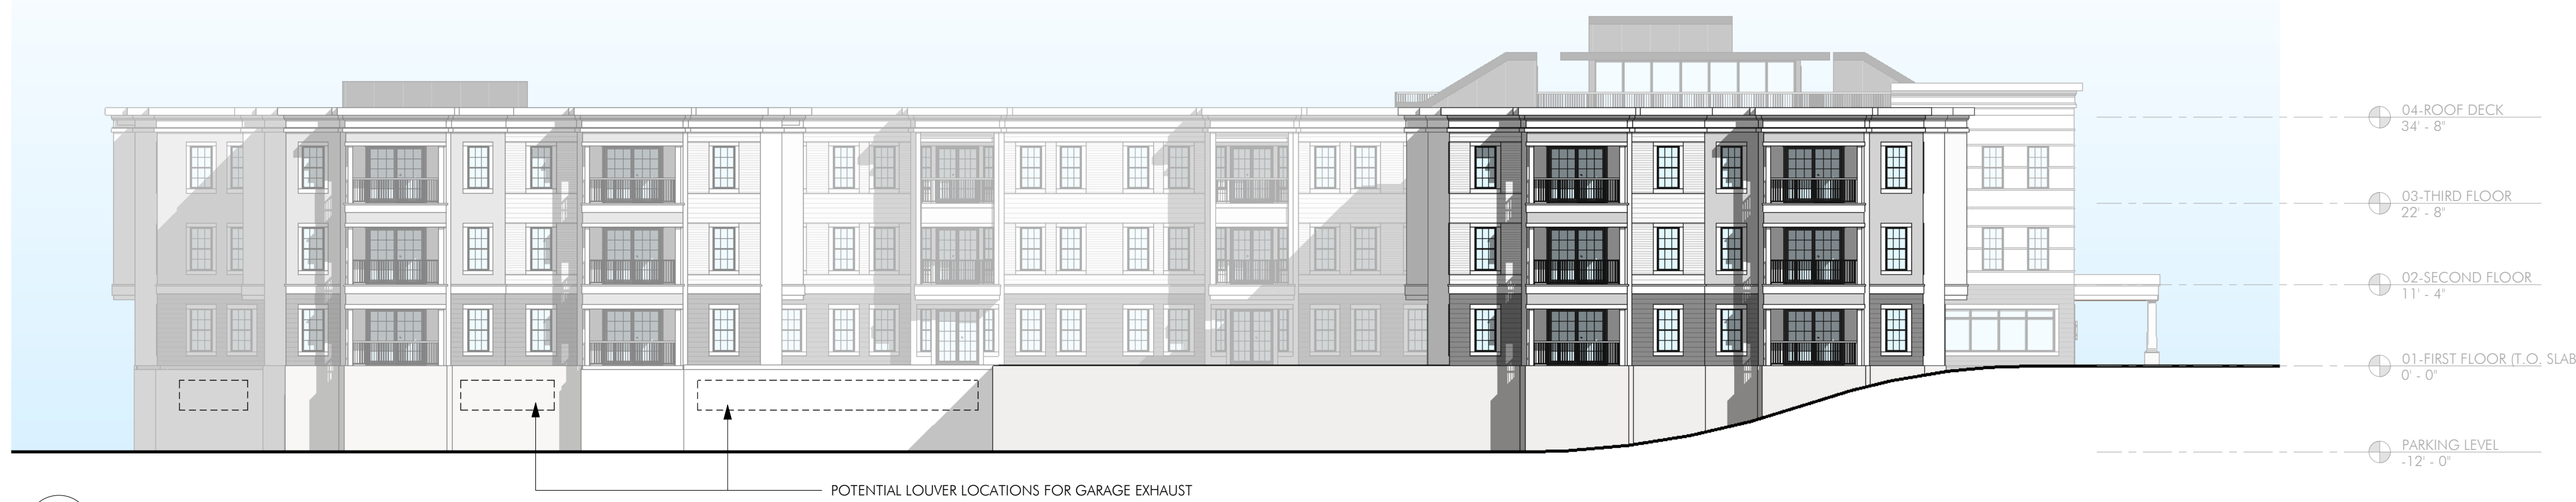 04-ROOF DECK
34' - 8"
03-THIRD FLOOR
22' - 8"
02-SECOND FLOOR
11' - 4"
01-FIRST FLOOR (T.O. SLAB
0' - 0"
PARKING LEVEL
-12' - 0"
POTENTIAL LOUVER LOCATIONS FOR GARAGE EXHAUST